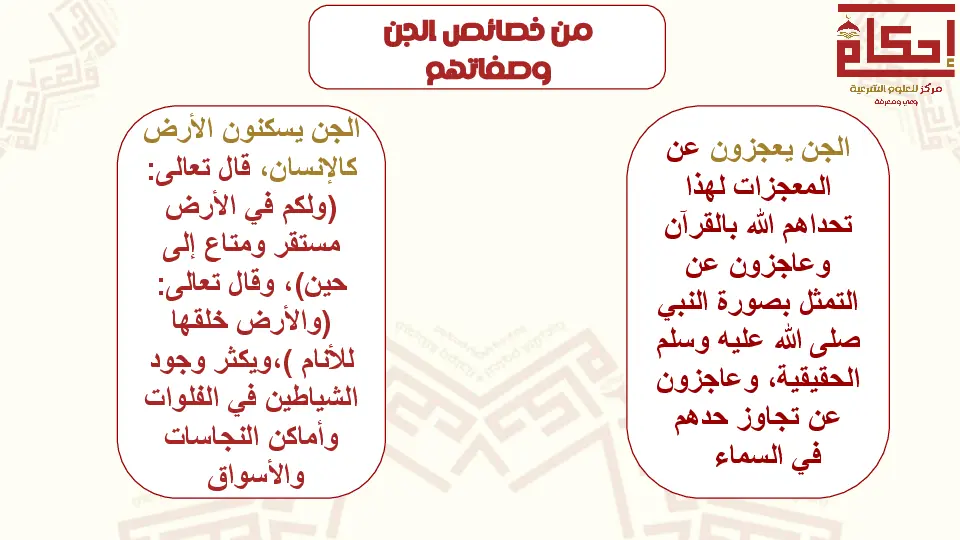 من خصائص الجن
وصفاتهم
إحكام
مركز للعلوم الشرعية
وعي ومعرفة
الجن يعجزون عن
المعجزات لهذا
تحداهم الله بالقرآن
وعاجزون عن
التمثل بصورة النبي
صلى الله عليه وسلم
الحقيقية، وعاجزون
عن تجاوز حدهم
في السماء
الجن يسكنون الأرض
كالإنسان، قال تعالى:
(ولكم في الأرض
مستقر ومتاع إلى
حين)، وقال تعالى:
(والأرض خلقها
للأنام )،ويكثر وجود
الشياطين في الفلوات
وأماكن النجاسات
والأسواق